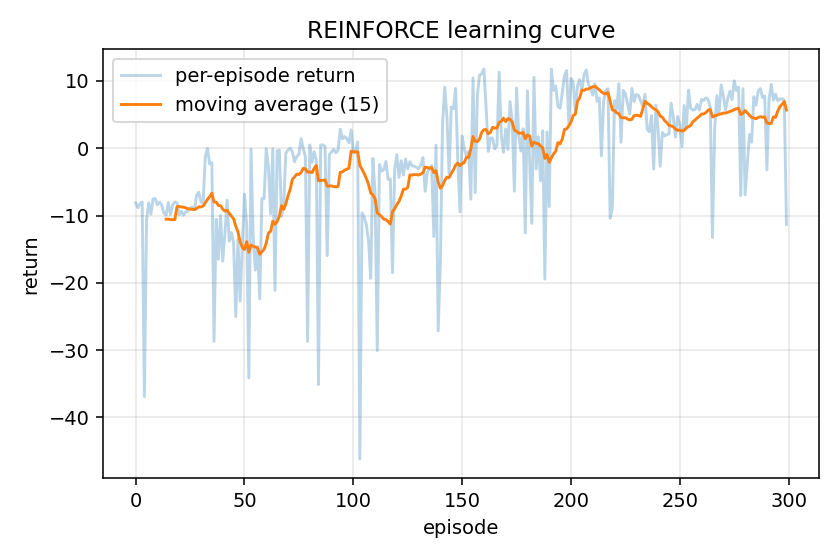 REINFORCE learning curve
per-episode return
moving average (15)
10
0
−10
−20
−30
−40
return
0
50
100
150
200
250
300
episode